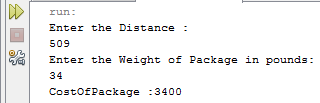 run:
Enter the Distance :
509
Enter the Weight of Package in pounds:
34
CostOfPackage :3400